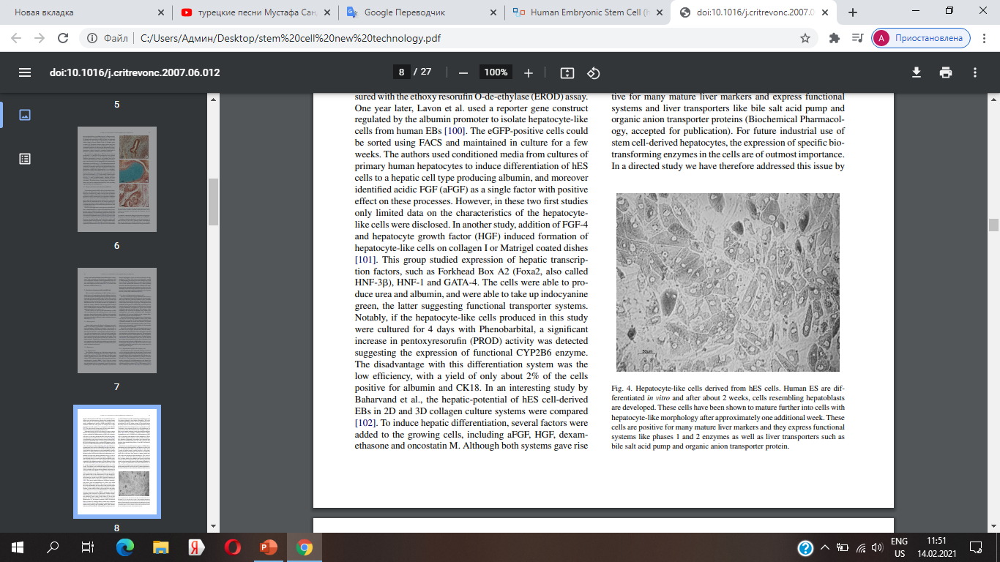 Новая вкладка
турецкие песни Мустафа Сан
Google Переводчик
Human Embryonic Stem Cell (h
doi:10.1016/j.critrevonc.2007.0
Файл
C:/Users/Админ/Desktop/stem%20cell%20new%20technology.pdf
А
Приостановлена
doi:10.1016/j.critrevonc.2007.06.012
8 / 27
100%
5
6
7
8
sured with the ethoxy resorufin O-de-ethylase (EROD) assay.
One year later, Lavon et al. used a reporter gene construct
regulated by the albumin promoter to isolate hepatocyte-like
cells from human EBs [100]. The eGFP-positive cells could
be sorted using FACS and maintained in culture for a few
weeks. The authors used conditioned media from cultures of
primary human hepatocytes to induce differentiation of hES
cells to a hepatic cell type producing albumin, and moreover
identified acidic FGF (aFGF) as a single factor with positive
effect on these processes. However, in these two first studies
only limited data on the characteristics of the hepatocyte-
like cells were disclosed. In another study, addition of FGF-4
and hepatocyte growth factor (HGF) induced formation of
hepatocyte-like cells on collagen I or Matrigel coated dishes
[101]. This group studied expression of hepatic transcrip-
tion factors, such as Forkhead Box A2 (Foxa2, also called
HNF-3β), HNF-1 and GATA-4. The cells were able to pro-
duce urea and albumin, and were able to take up indocyanine
green, the latter suggesting functional transporter systems.
Notably, if the hepatocyte-like cells produced in this study
were cultured for 4 days with Phenobarbital, a significant
increase in pentoxyresorufin (PROD) activity was detected
suggesting the expression of functional CYP2B6 enzyme.
The disadvantage with this differentiation system was the
low efficiency, with a yield of only about 2% of the cells
positive for albumin and CK18. In an interesting study by
Baharvand et al., the hepatic-potential of hES cell-derived
EBs in 2D and 3D collagen culture systems were compared
[102]. To induce hepatic differentiation, several factors were
added to the growing cells, including aFGF, HGF, dexam-
ethasone and oncostatin M. Although both systems gave rise
tive for many mature liver markers and express functional
systems and liver transporters like bile salt acid pump and
organic anion transporter proteins (Biochemical Pharmacol-
ogy, accepted for publication). For future industrial use of
stem cell-derived hepatocytes, the expression of specific bio-
transforming enzymes in the cells are of outmost importance.
In a directed study we have therefore addressed this issue by
50um
Fig. 4. Hepatocyte-like cells derived from hES cells. Human ES are dif-
ferentiated in vitro and after about 2 weeks, cells resembling hepatoblasts
are developed. These cells have been shown to mature further into cells with
hepatocyte-like morphology after approximately one additional week. These
cells are positive for many mature liver markers and they express functional
systems like phases 1 and 2 enzymes as well as liver transporters such as
bile salt acid pump and organic anion transporter protein.
ENG
US
11:51
14.02.2021